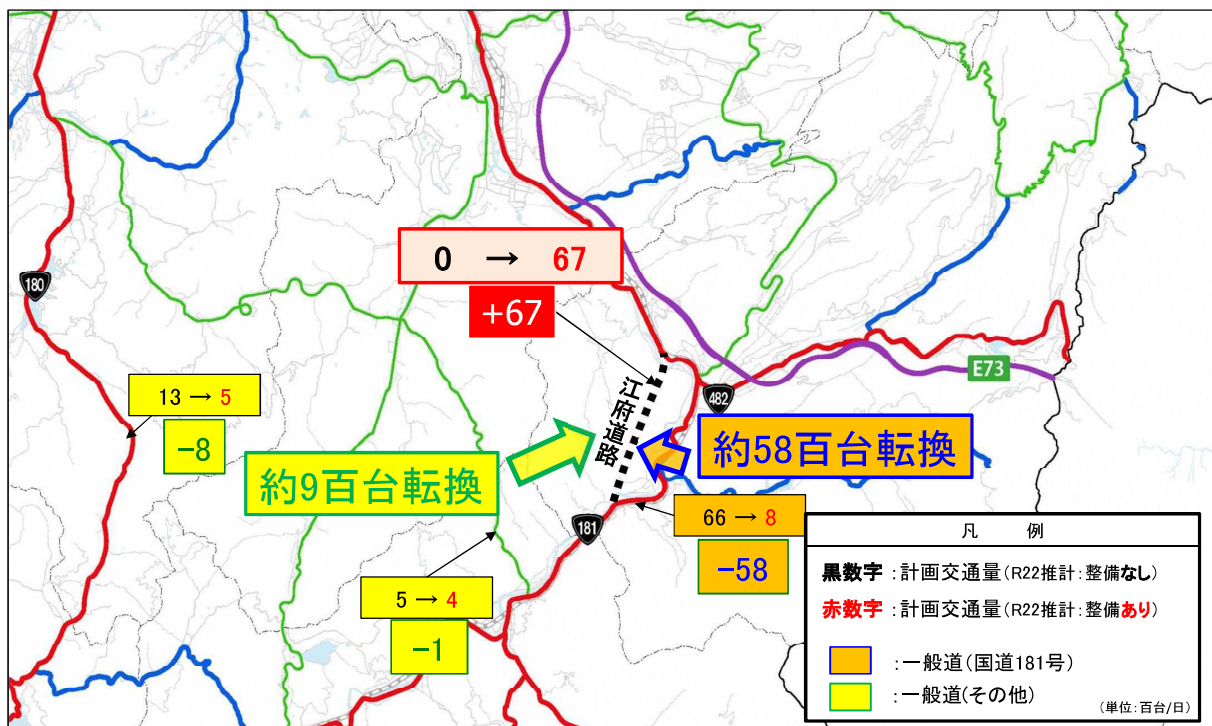 0 → 67
+67
180
482
E73
江府道路
13 → 5
-8
約9百台転換
約58百台転換
181
66 → 8
-58
5 → 4
-1
凡 例
黒数字:計画交通量(R22推計:整備なし)
赤数字:計画交通量(R22推計:整備あり)
:一般道(国道181号)
:一般道(その他)
(単位:百台/日)